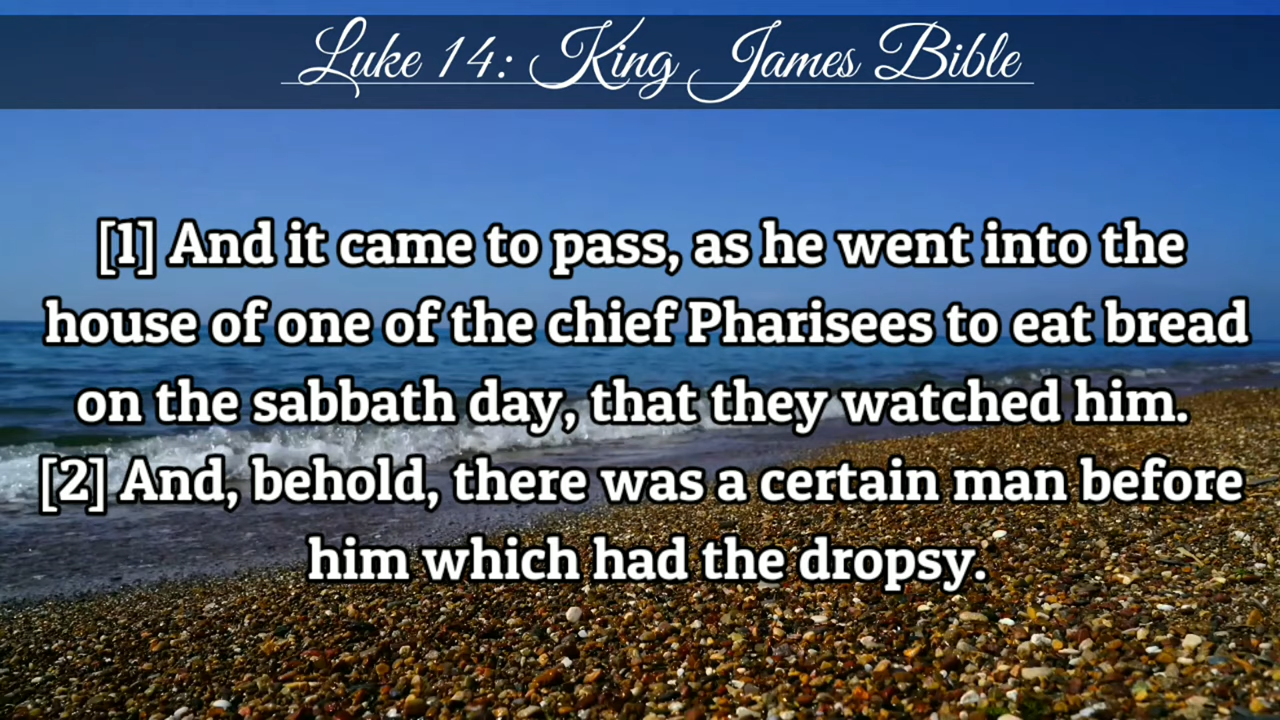 Luke 14: King James Bible
[1] And it came to pass, as he went into the
house of one of the chief Pharisees to eat bread
on the sabbath day, that they watched him.
[2] And, behold, there was a certain man before
him which had the dropsy.